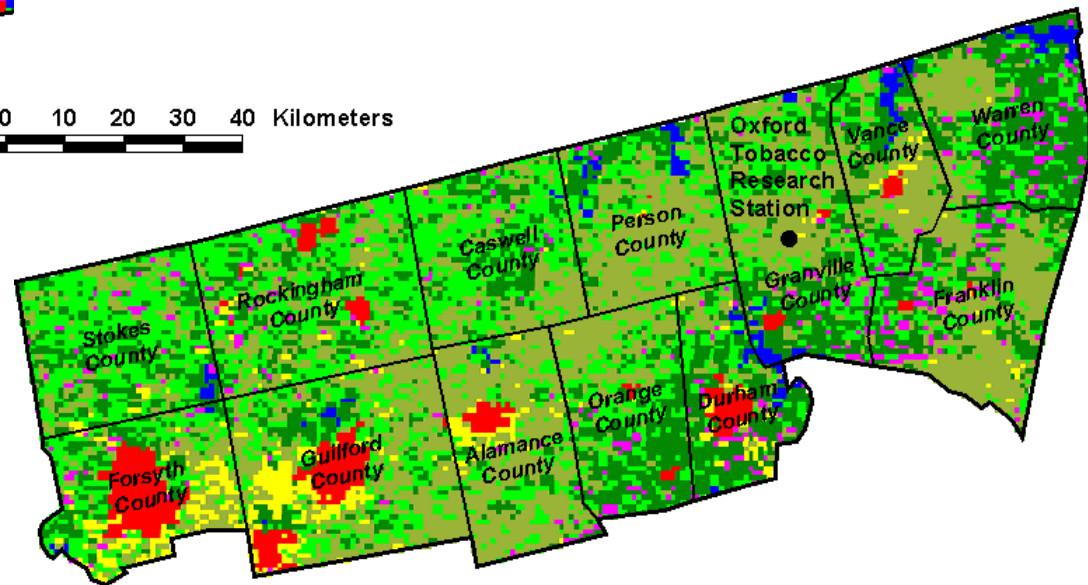 0 10 20 30 40 Kilometers
Oxford
Tobacco
Research
Station
Vance
County
Warren
County
Person
County
Caswell
County
Granville
County
Franklin
County
Rockingham
County
Stokes
County
Orange
County
Durham
County
Guilford
County
Alamance
County
Forsyth
County